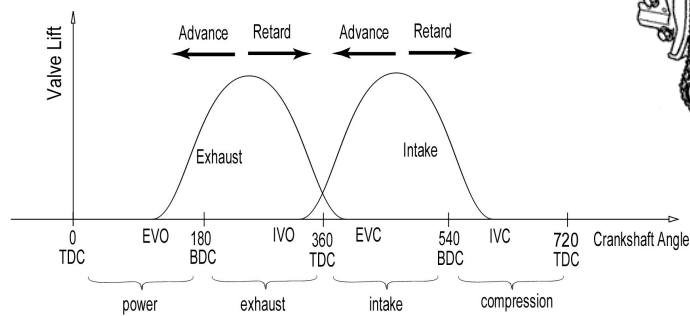 Valve Lift
Advance Retard Advance Retard
Exhaust Intake
EVO IVO EVC IVC
0 180 360 540 720 Crankshaft Angle
TDC BDC TDC BDC TDC
power exhaust intake compression